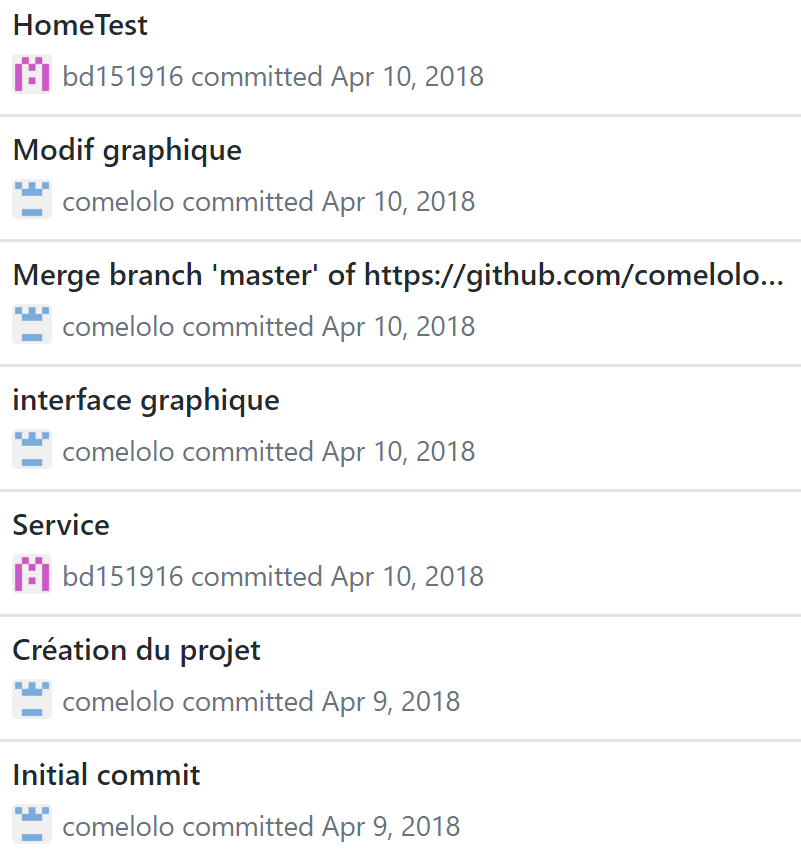 HomeTest
bd151916 committed Apr 10, 2018
Modif graphique
comelolo committed Apr 10, 2018
Merge branch 'master' of https://github.com/comelolo...
comelolo committed Apr 10, 2018
interface graphique
comelolo committed Apr 10, 2018
Service
bd151916 committed Apr 10, 2018
Création du projet
comelolo committed Apr 9, 2018
Initial commit
comelolo committed Apr 9, 2018